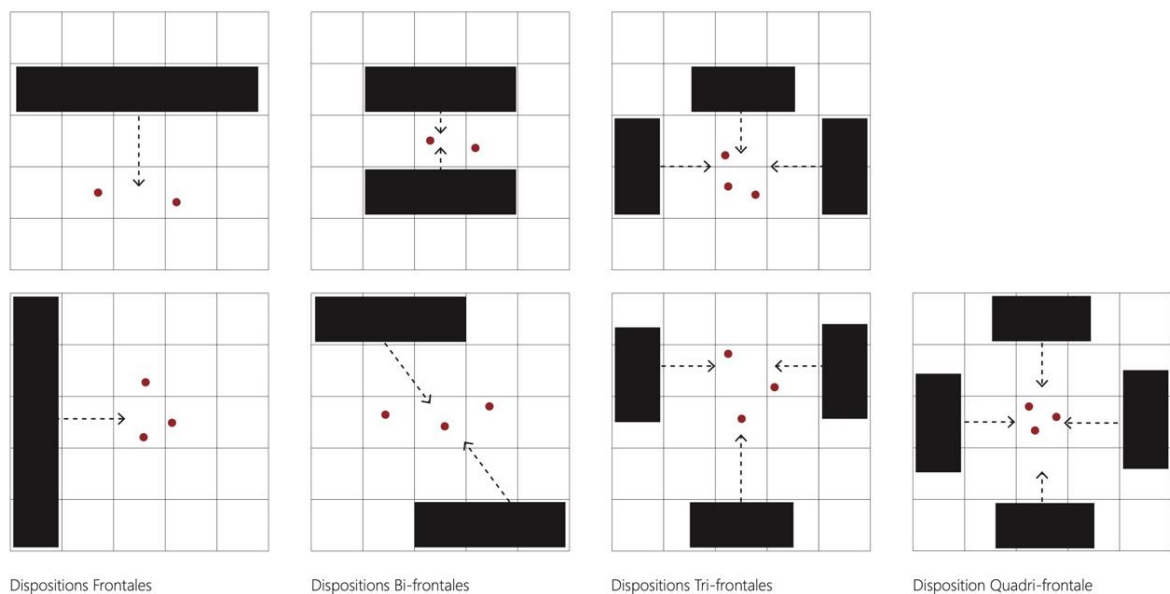 Dispositions Frontales
Dispositions Bi-frontales
Dispositions Tri-frontales
Disposition Quadri-frontale